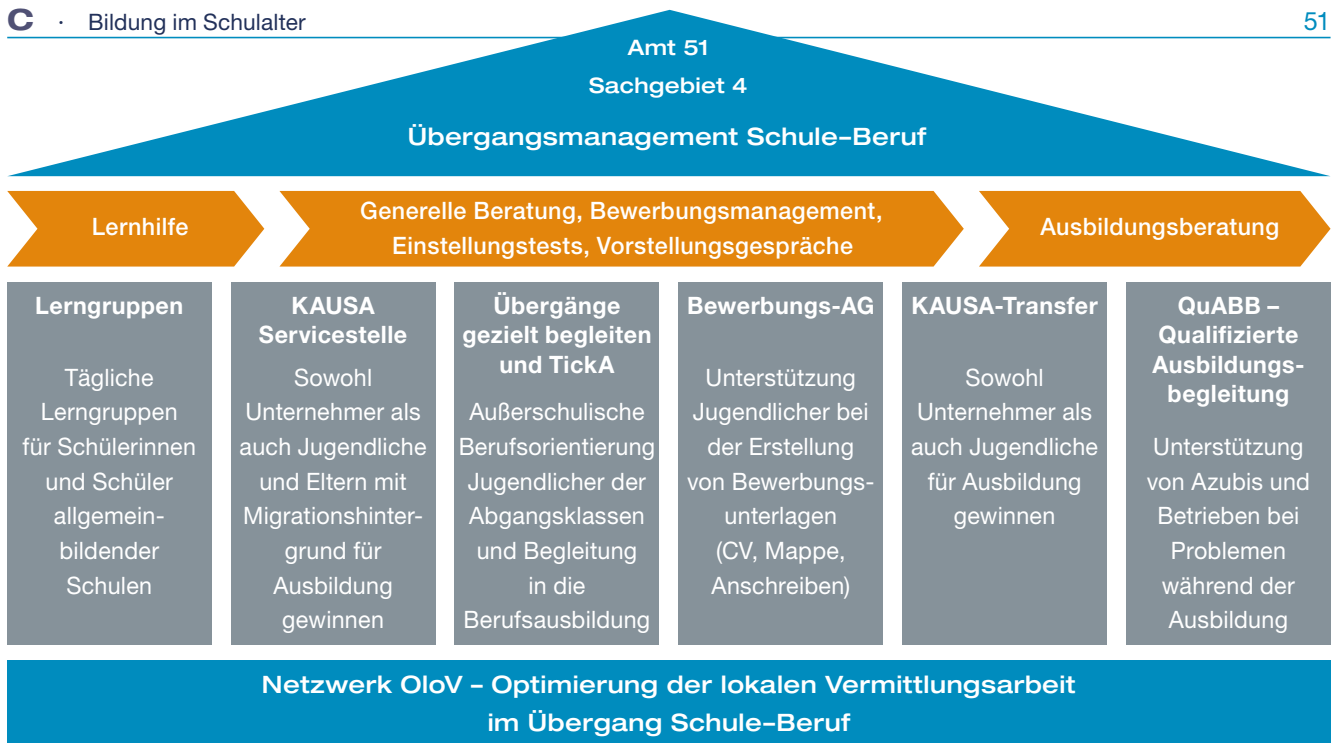 C · Bildung im Schulalter
51
Amt 51
Sachgebiet 4
Übergangsmanagement Schule–Beruf
Lernhilfe
Generelle Beratung, Bewerbungsmanagement,
Einstellungstests, Vorstellungsgespräche
Ausbildungsberatung
Lerngruppen
Tägliche
Lerngruppen
für Schülerinnen
und Schüler
allgemein-
bildender
Schulen
KAUSA
Servicestelle
Sowohl
Unternehmer als
auch Jugendliche
und Eltern mit
Migrationshinter-
grund für
Ausbildung
gewinnen
Übergänge
gezielt begleiten
und TickA
Außerschulische
Berufsorientierung
Jugendlicher der
Abgangsklassen
und Begleitung
in die
Berufsausbildung
Bewerbungs-AG
Unterstützung
Jugendlicher bei
der Erstellung
von Bewerbungs-
unterlagen
(CV, Mappe,
Anschreiben)
KAUSA-Transfer
Sowohl
Unternehmer als
auch Jugendliche
für Ausbildung
gewinnen
QuABB –
Qualifizierte
Ausbildungs-
begleitung
Unterstützung
von Azubis und
Betrieben bei
Problemen
während der
Ausbildung
Netzwerk OloV – Optimierung der lokalen Vermittlungsarbeit
im Übergang Schule–Beruf